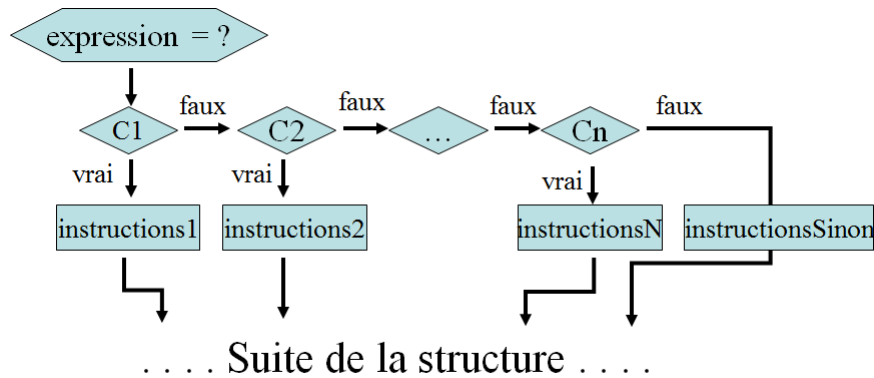 expression = ?
faux faux faux faux
C1 C2 ... Cn
vrai vrai vrai
instructions1 instructions2 instructionsN instructionsSinon
. . . . Suite de la structure . . . .